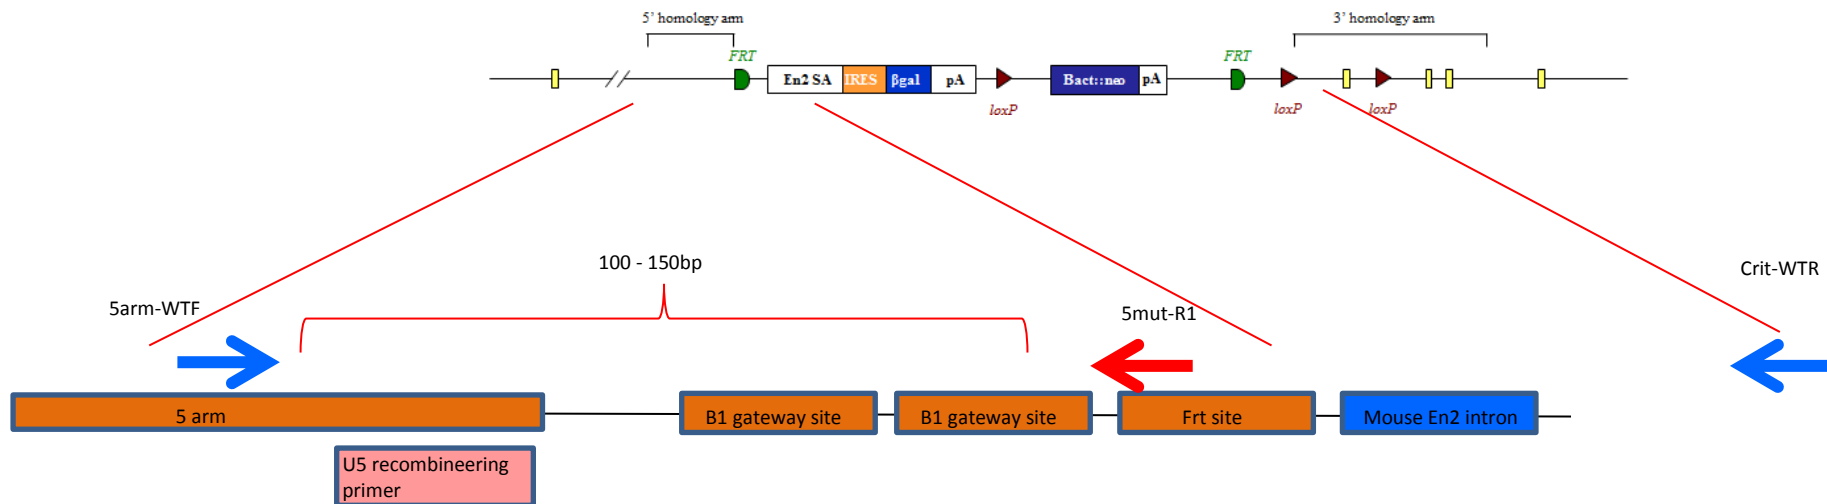 5' homology arm
3' homology arm
FRT
FRT
En2 SA
IRES
βgal
pA
Bact::neo
pA
loxP
loxP
loxP
100 - 150bp
5arm-WTF
5mut-R1
Crit-WTR
5 arm
B1 gateway site
B1 gateway site
Frt site
Mouse En2 intron
U5 recombineering
primer